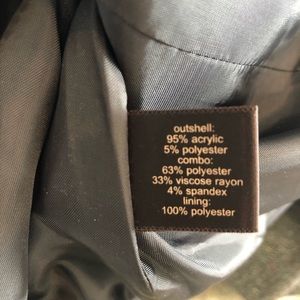 outshell:
95% acrylic
5% polyester
combo:
63% polyester
33% viscose rayon
4% spandex
lining:
100% polyester